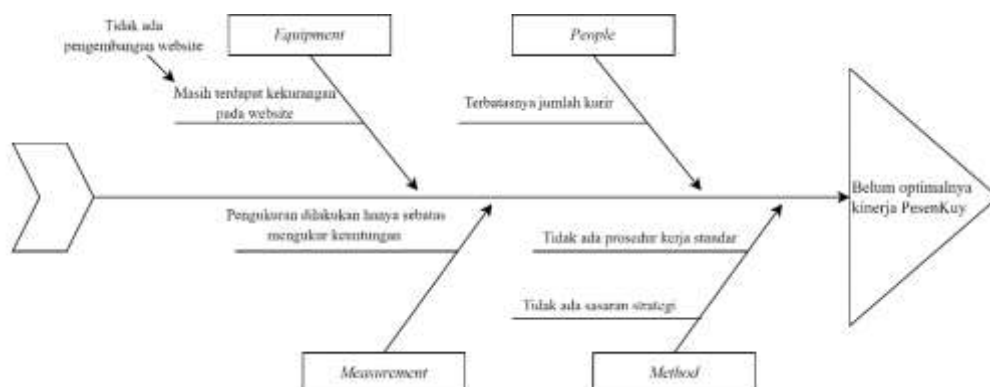 Tidak ada
pengembangan website
Equipment
People
Masih terdapat kekurangan
pada website
Terbatasnya jumlah kurir
Belum optimalnya
kinerja PesenKuy
Pengukuran dilakukan hanya sebatas
mengukur keuntungan
Tidak ada prosedur kerja standar
Tidak ada sasaran strategi
Measurement
Method